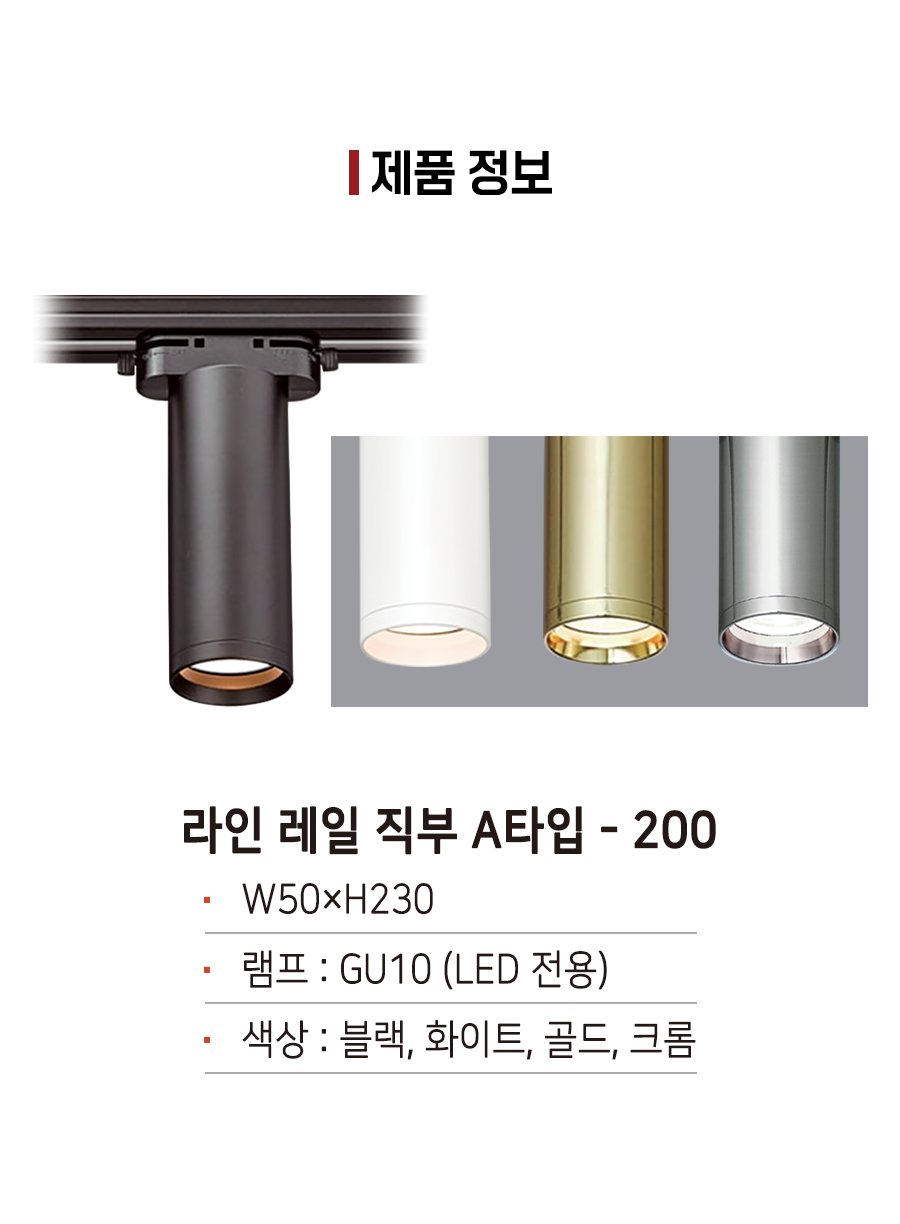 제품 정보
라인 레일 직부 A타입 - 200
W50×H230
램프 : GU10 (LED 전용)
색상 : 블랙, 화이트, 골드, 크롬